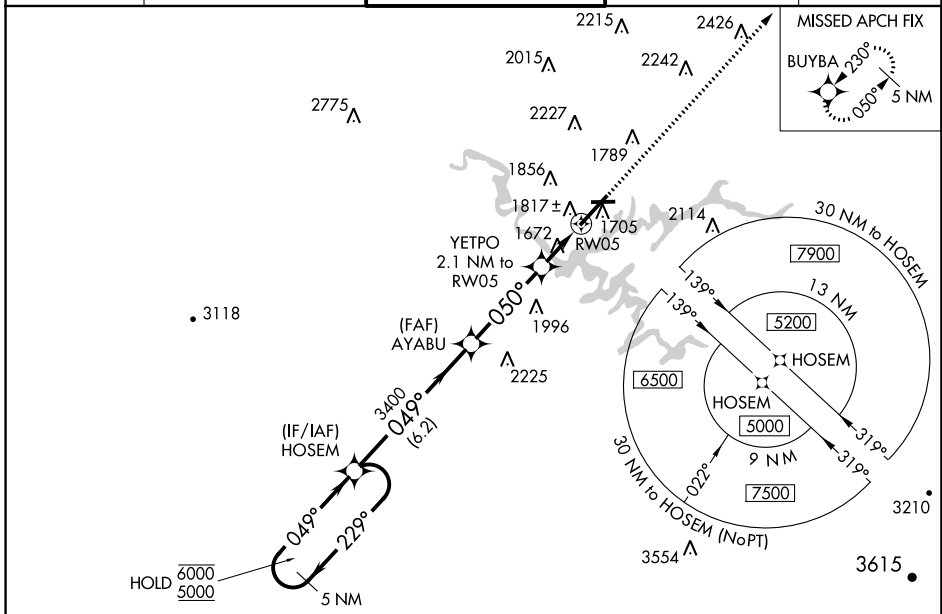 2215
2426
MISSED APCH FIX
BUYBA
230°
050°
5 NM
2015
2242
2775
2227
1789
1856
1817 ±
1705
RW05
1672
YETPO
2.1 NM to
RW05
2114
30 NM to HOSEM
7900
13 NM
139°
5200
HOSEM
319°
050°
3118
(FAF)
AYABU
1996
2225
139°
6500
HOSEM
5000
9 NM
319°
022°
7500
30 NM to HOSEM (NoPT)
3400
049°
(6.2)
(IF/IAF)
HOSEM
049°
229°
HOLD 6000
5000
5 NM
3554
3210
3615